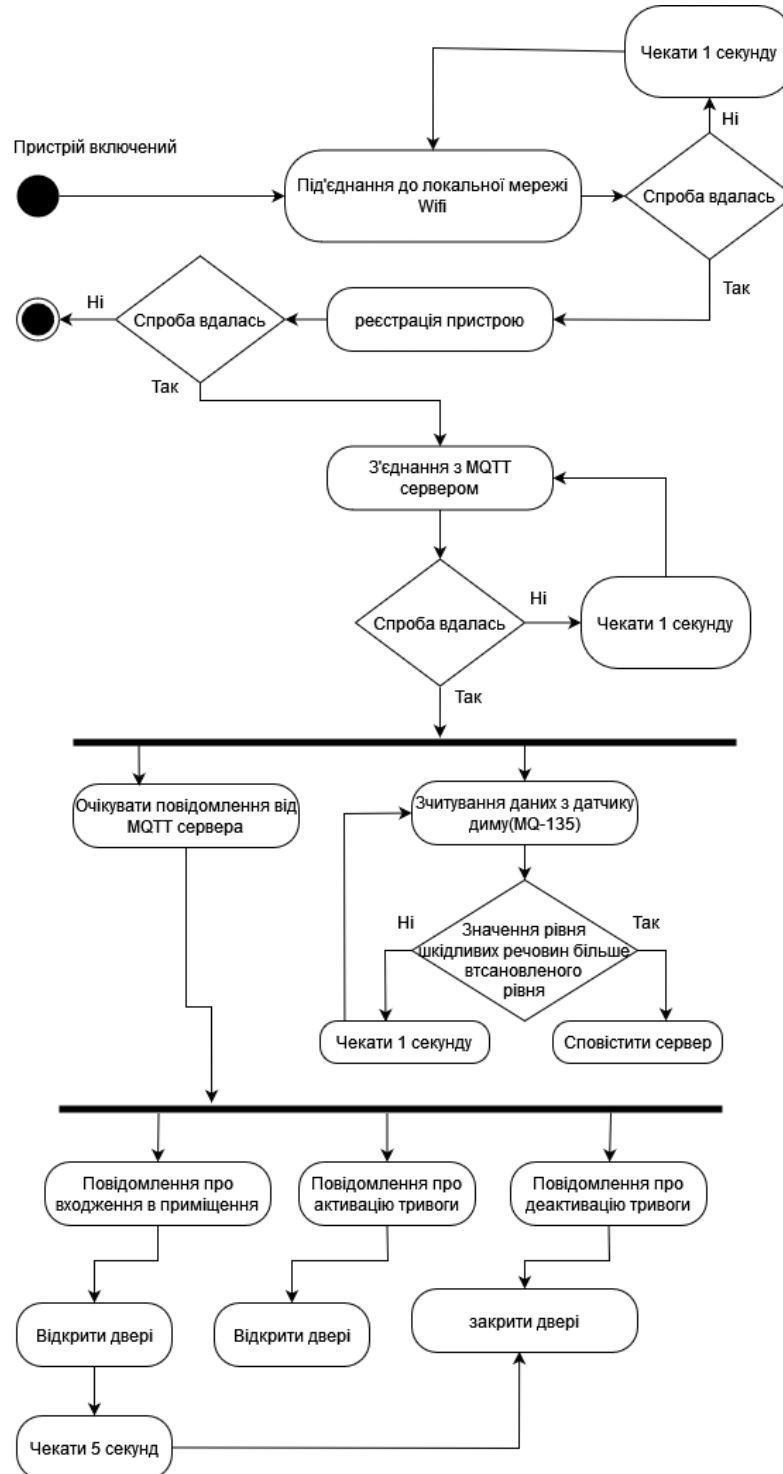 Чекати 1 секунду
Ні
Пристрій включений
Під'єднання до локальної мережі
Wifi
Спроба вдалась
Так
Ні
Спроба вдалась
реєстрація пристрою
Так
З'єднання з MQTT
сервером
Ні
Спроба вдалась
Чекати 1 секунду
Так
Очікувати повідомлення від
MQTT сервера
Зчитування даних з датчику
диму(MQ-135)
Ні
Так
Значення рівня
шкідливих речовин більше
втсановленого
рівня
Чекати 1 секунду
Сповістити сервер
Повідомлення про
входження в приміщення
Повідомлення про
активацію тривоги
Повідомлення про
деактивацію тривоги
Відкрити двері
Відкрити двері
закрити двері
Чекати 5 секунд